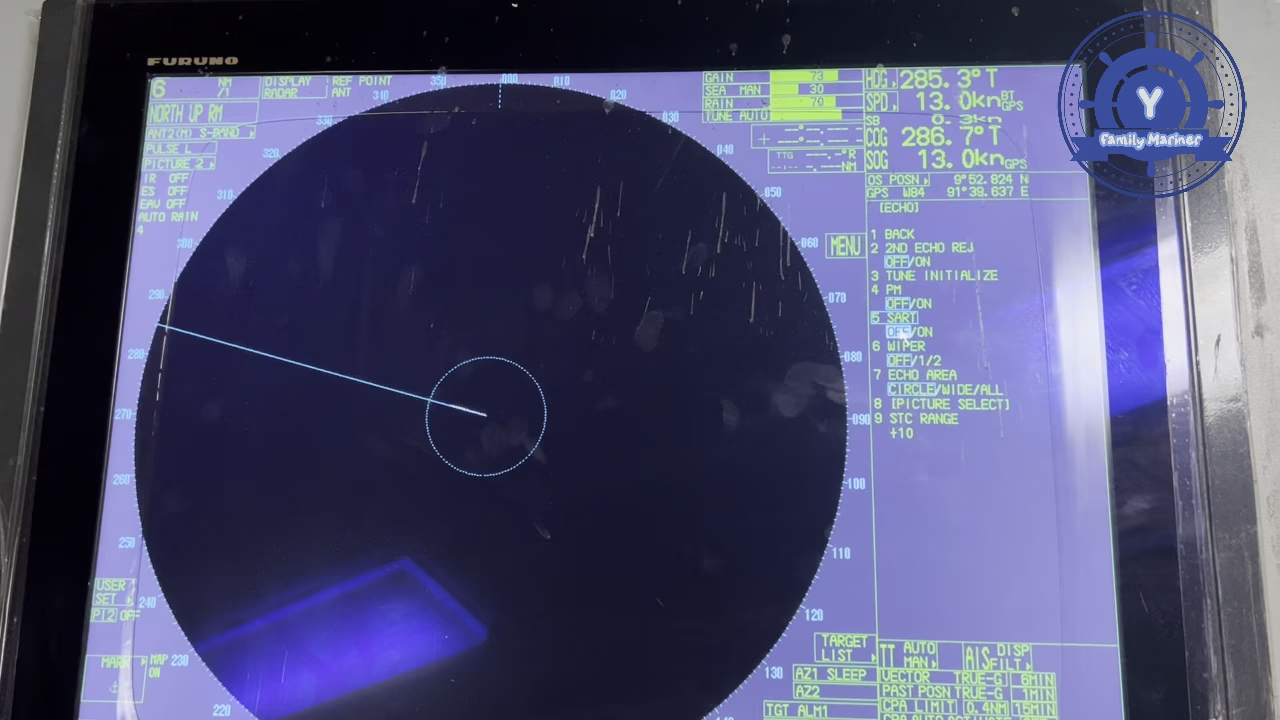 FURUNO
6 NM /1
DISPLAY RADAR
REF POINT ANT
NORTH UP RM
ANT2(M) S-BAND
PULSE L
PICTURE 2
IR OFF
ES OFF
EAV OFF
AUTO RAIN
4
GAIN 73
SEA MAN 30
RAIN 70
TUNE AUTO
HDG 285.3°T
SPD 13.0kn BT GPS
SB 0.3kn
COG 286.7°T
SOG 13.0kn GPS
TTG
°R
NM
OS POSN 9°52.824 N
GPS W84 91°39.637 E
[ECHO]
MENU
1 BACK
2 2ND ECHO REJ
OFF/ON
3 TUNE INITIALIZE
4 PM
OFF/ON
5 SART
OFF/ON
6 WIPER
OFF/1/2
7 ECHO AREA
CIRCLE/WIDE/ALL
8 [PICTURE SELECT]
9 STC RANGE
+10
350 000 010
340 020
330 030
320 040
310 050
300 060
290 070
280 080
270 090
260 100
250 110
240 120
230 130
220
USER 1
SET
PI2 OFF
MARK
MAP ON
TARGET LIST
AZ1 SLEEP
AZ2
TGT ALM1
TT AUTO MAN
AIS DISP FILT
VECTOR TRUE-G 6MIN
PAST POSN TRUE-G 1MIN
CPA LIMIT 0.4NM 15MIN
Y
family Mariner